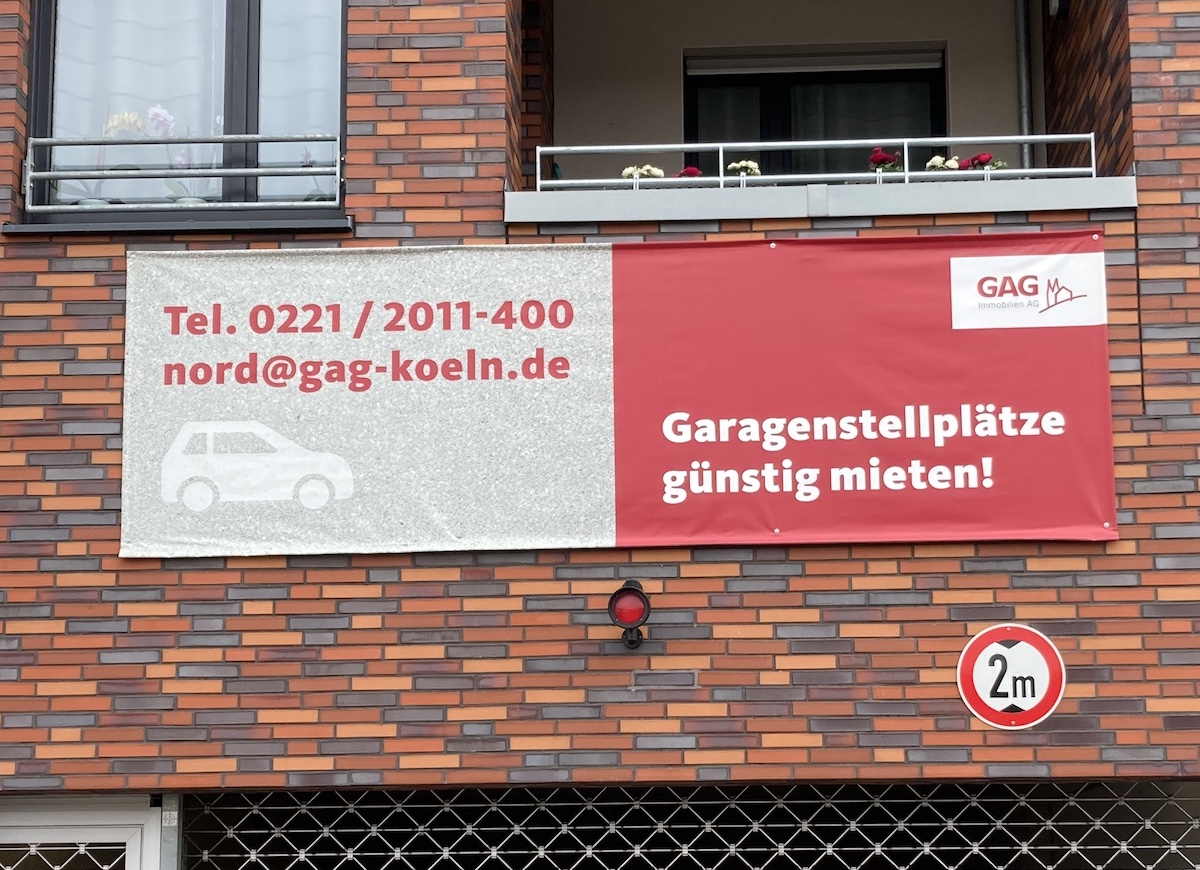 Tel. 0221 / 2011-400
nord@gag-koeln.de
GAG
Immobilien AG
Garagenstellplätze
günstig mieten!
2m